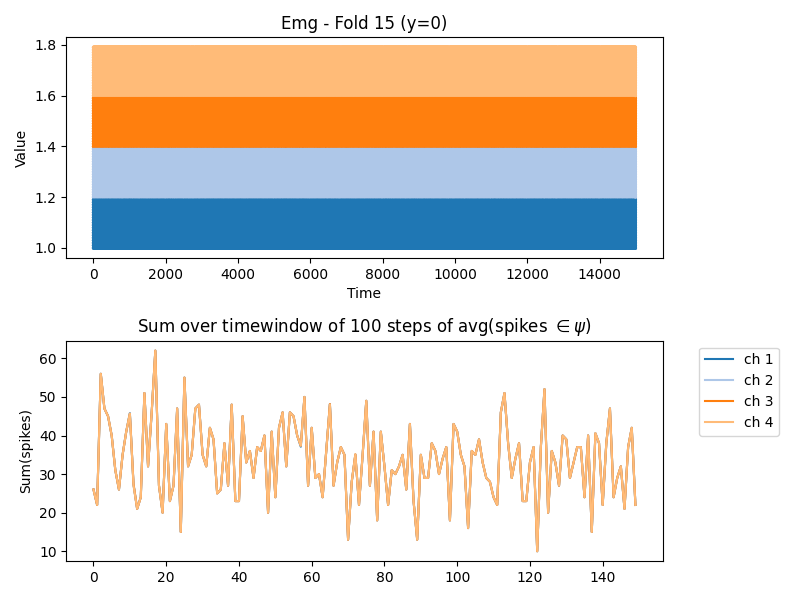 Emg - Fold 15 (y=0)
1.8
1.6
1.4
1.2
1.0
Value
0 2000 4000 6000 8000 10000 12000 14000
Time
Sum over timewindow of 100 steps of avg(spikes ∈ ψ)
60
50
40
30
20
10
Sum(spikes)
0 20 40 60 80 100 120 140
ch 1
ch 2
ch 3
ch 4